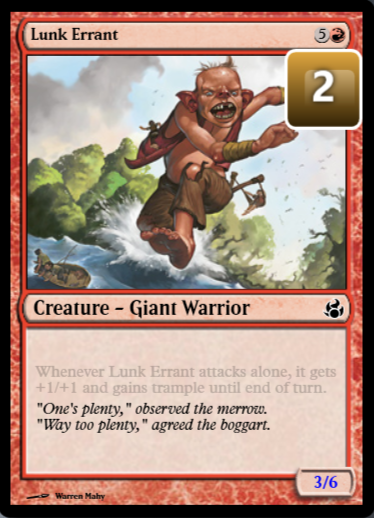 Lunk Errant 5
2
Creature – Giant Warrior
Whenever Lunk Errant attacks alone, it gets
+1/+1 and gains trample until end of turn.
"One's plenty," observed the merrow.
"Way too plenty," agreed the boggart.
3/6
Warren Mahy